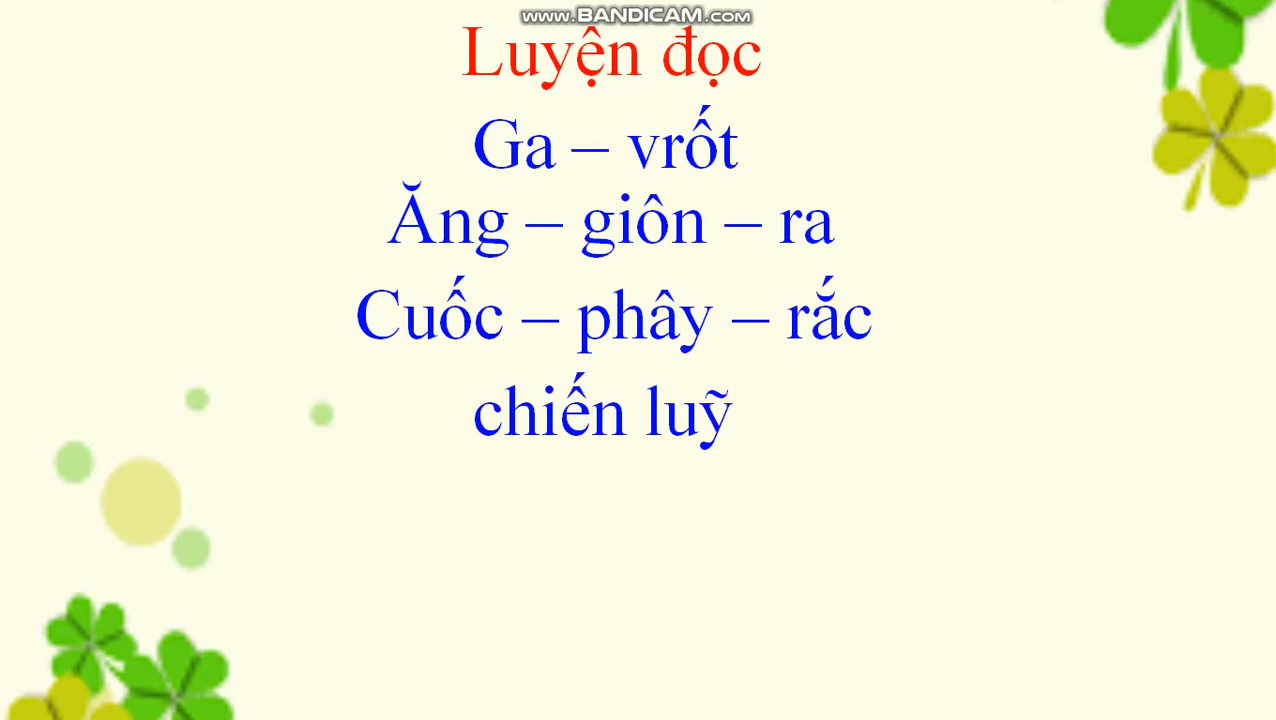 www.BANDICAM.com
Luyện đọc
Ga – vrốt
Ăng – giôn – ra
Cuốc – phây – rắc
chiến luỹ